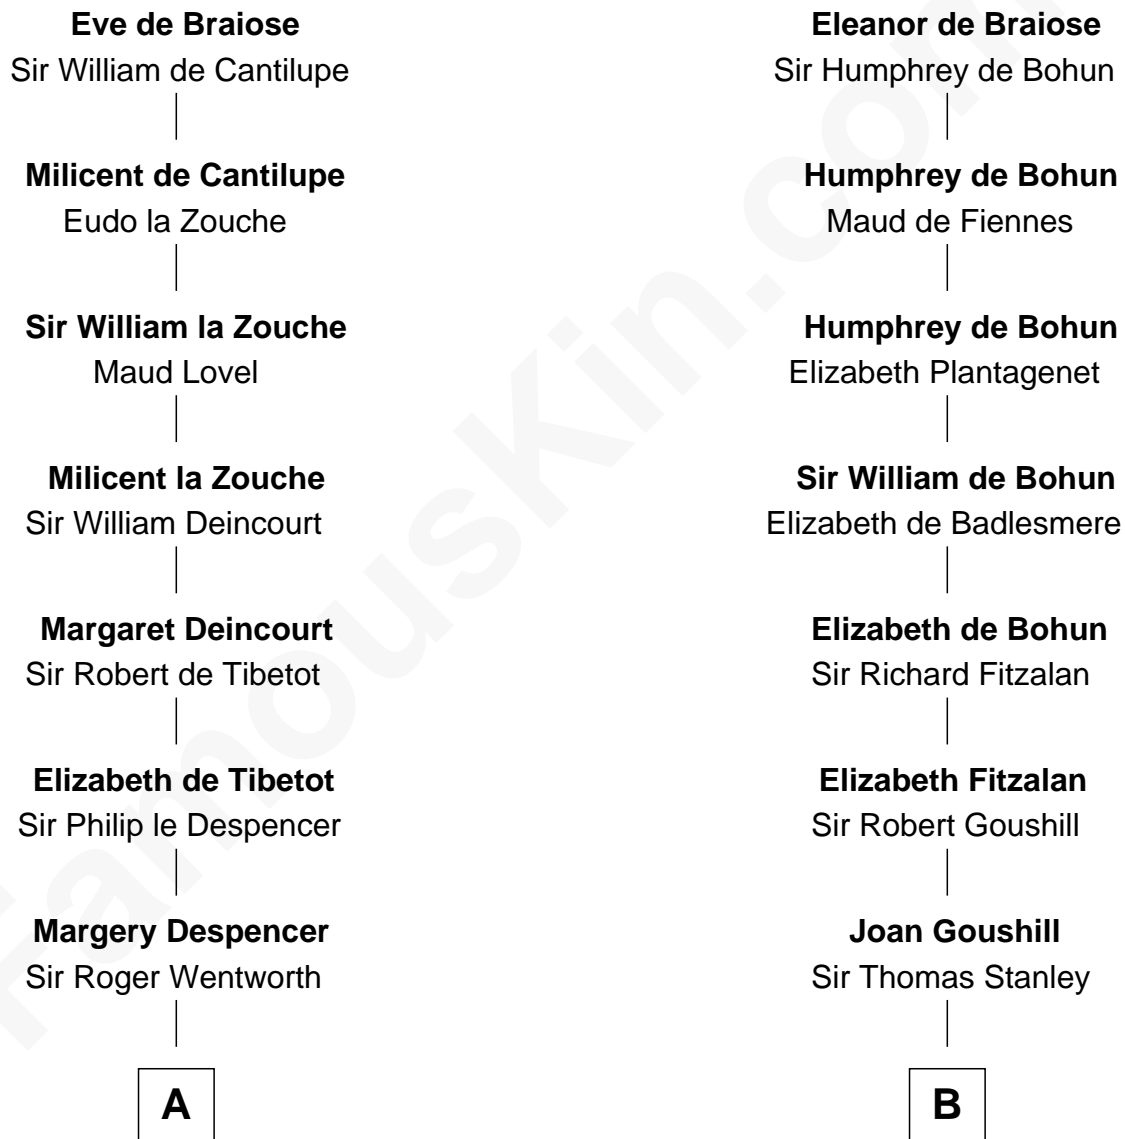 Eve de Braiose
Sir William de Cantilupe
Milicent de Cantilupe
Eudo la Zouche
Sir William la Zouche
Maud Lovel
Milicent la Zouche
Sir William Deincourt
Margaret Deincourt
Sir Robert de Tibetot
Elizabeth de Tibetot
Sir Philip le Despencer
Margery Despencer
Sir Roger Wentworth
A
Eleanor de Braiose
Sir Humphrey de Bohun
Humphrey de Bohun
Maud de Fiennes
Humphrey de Bohun
Elizabeth Plantagenet
Sir William de Bohun
Elizabeth de Badlesmere
Elizabeth de Bohun
Sir Richard Fitzalan
Elizabeth Fitzalan
Sir Robert Goushill
Joan Goushill
Sir Thomas Stanley
B
FamousKin.com